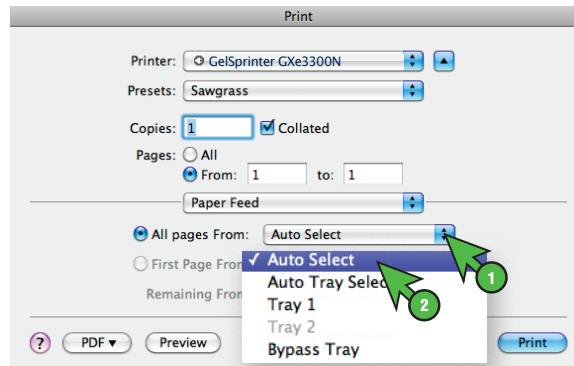 Print
Printer: GelSprinter GXe3300N
Presets: Sawgrass
Copies: 1 Collated
Pages: All
From: 1 to: 1
Paper Feed
All pages From: Auto Select
First Page From
✓ Auto Select
1
Auto Tray Selec
2
Remaining From
Tray 1
Tray 2
Bypass Tray
? PDF▼ Preview Print